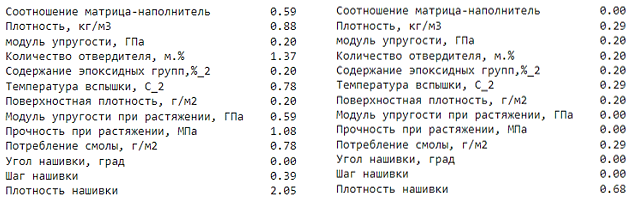 Соотношение матрица-наполнитель 0.59
Плотность, кг/м3 0.88
модуль упругости, ГПа 0.20
Количество отвердителя, м.% 1.37
Содержание эпоксидных групп,%_2 0.20
Температура вспышки, С_2 0.78
Поверхностная плотность, г/м2 0.20
Модуль упругости при растяжении, ГПа 0.59
Прочность при растяжении, МПа 1.08
Потребление смолы, г/м2 0.78
Угол нашивки, град 0.00
Шаг нашивки 0.39
Плотность нашивки 2.05
Соотношение матрица-наполнитель 0.00
Плотность, кг/м3 0.29
модуль упругости, ГПа 0.20
Количество отвердителя, м.% 0.20
Содержание эпоксидных групп,%_2 0.20
Температура вспышки, С_2 0.29
Поверхностная плотность, г/м2 0.20
Модуль упругости при растяжении, ГПа 0.00
Прочность при растяжении, МПа 0.00
Потребление смолы, г/м2 0.29
Угол нашивки, град 0.00
Шаг нашивки 0.00
Плотность нашивки 0.68